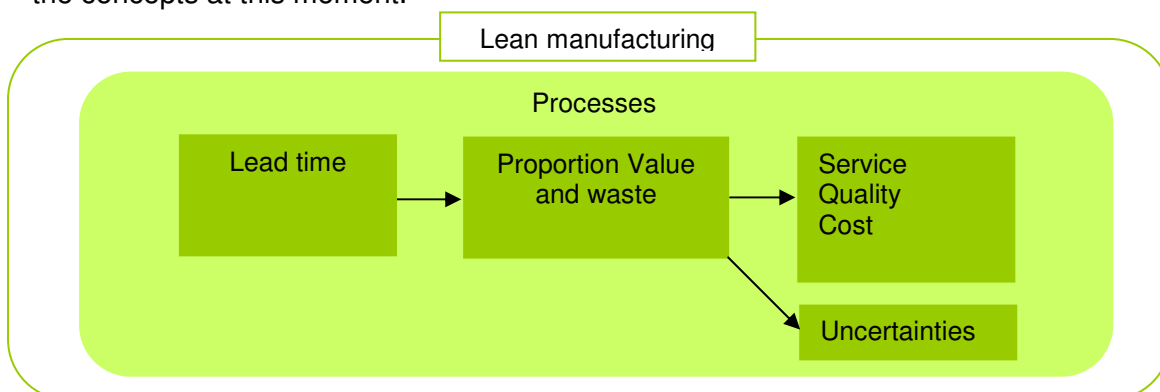 the concepts at this moment.
Lean manufacturing
Processes
Lead time
Proportion Value
and waste
Service
Quality
Cost
Uncertainties